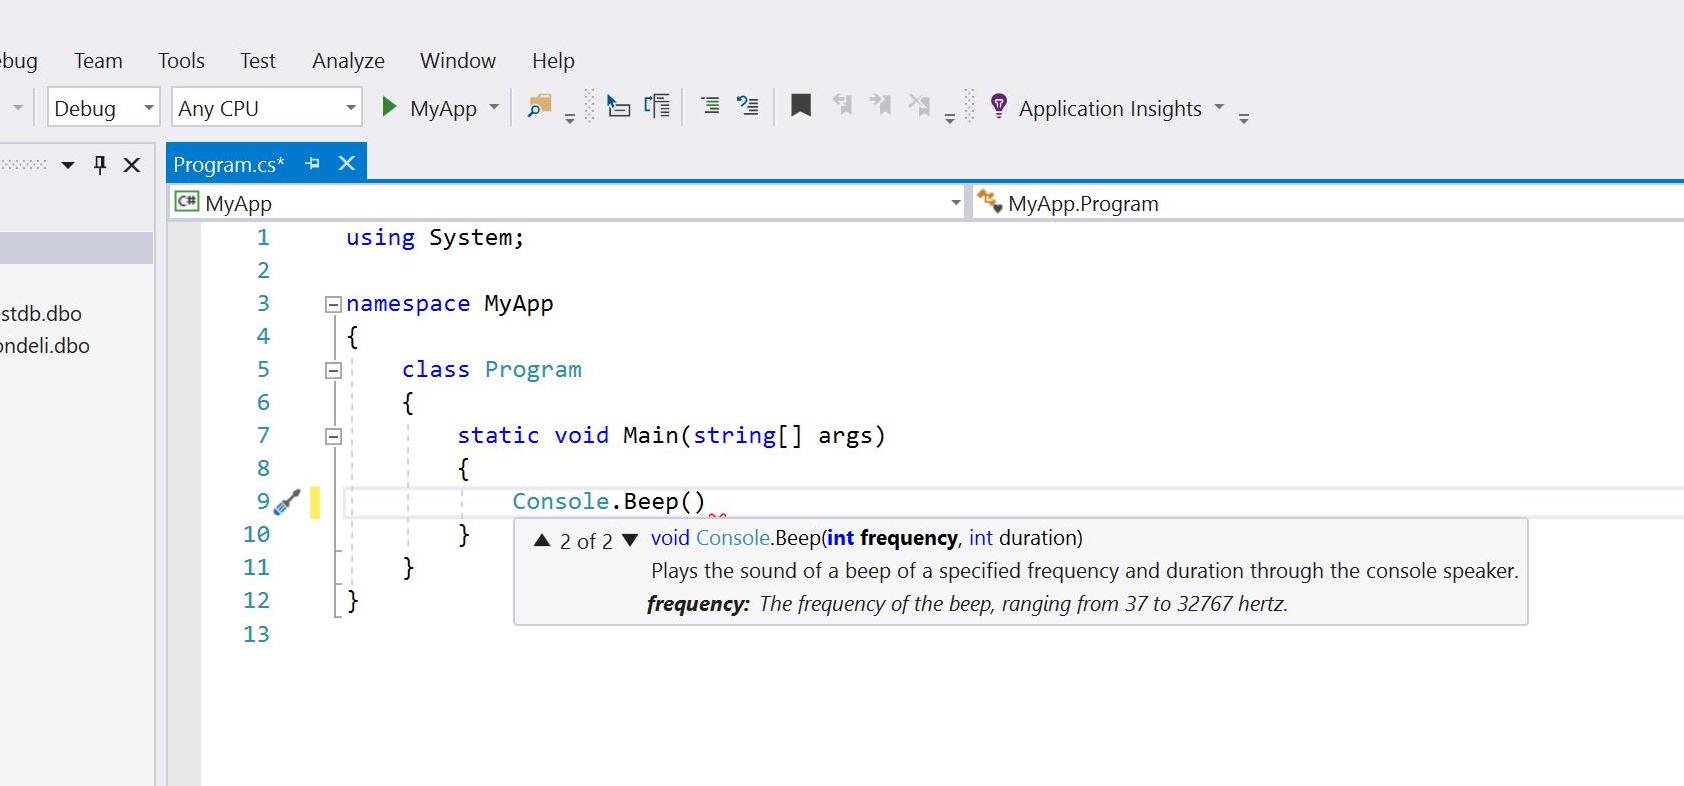 ebug Team Tools Test Analyze Window Help
Debug Any CPU MyApp Application Insights
Program.cs*
C# MyApp MyApp.Program
1 using System;
2
3 namespace MyApp
4 {
5 class Program
6 {
7 static void Main(string[] args)
8 {
9 Console.Beep()
10 }
11 }
12 }
13
2 of 2 void Console.Beep(int frequency, int duration)
Plays the sound of a beep of a specified frequency and duration through the console speaker.
frequency: The frequency of the beep, ranging from 37 to 32767 hertz.
stdb.dbo
ondeli.dbo